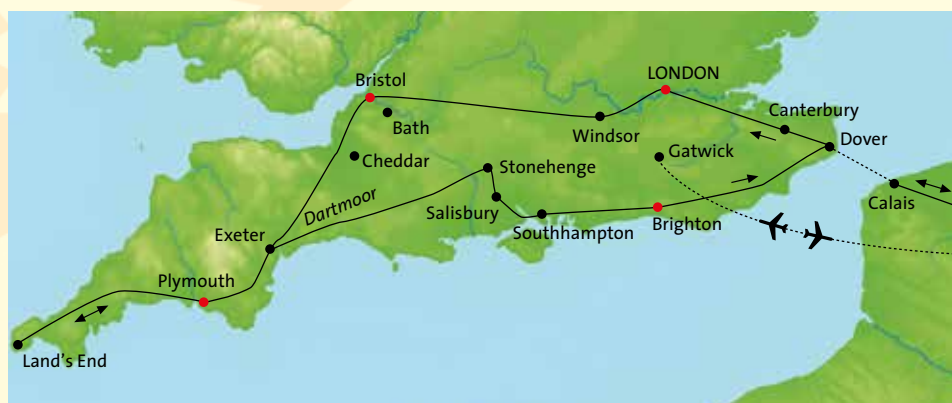 Bristol
LONDON
Bath
Windsor
Canterbury
Dover
Cheddar
Stonehenge
Gatwick
Calais
Dartmoor
Salisbury
Southhampton
Brighton
Exeter
Plymouth
Land's End